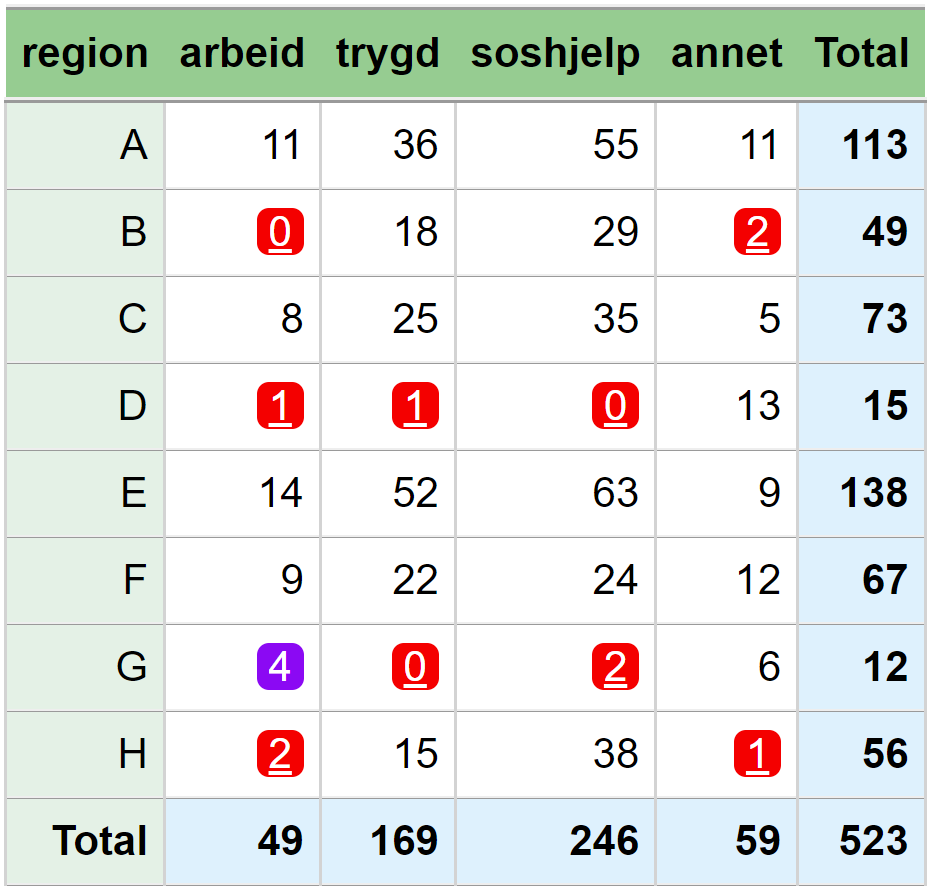 region arbeid trygd soshjelp annet Total
A 11 36 55 11 113
B 0 18 29 2 49
C 8 25 35 5 73
D 1 1 0 13 15
E 14 52 63 9 138
F 9 22 24 12 67
G 4 0 2 6 12
H 2 15 38 1 56
Total 49 169 246 59 523